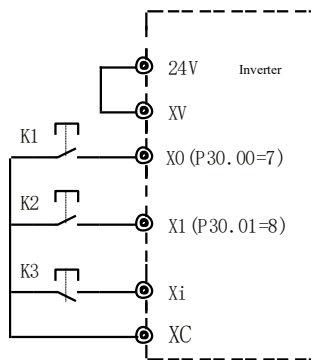 24V
Inverter
XV
K1
X0(P30.00=7)
K2
X1(P30.01=8)
K3
Xi
XC